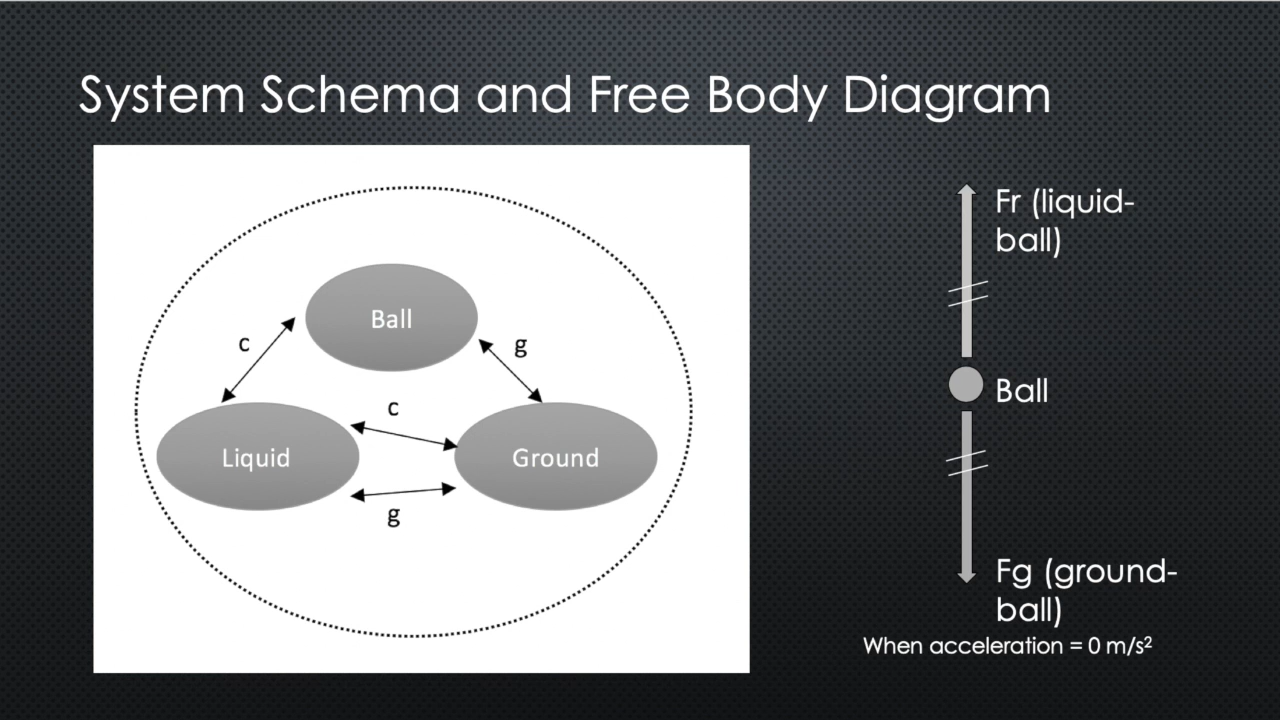 System Schema and Free Body Diagram
Ball
c
g
c
Liquid
Ground
g
Fr (liquid-
ball)
Ball
Fg (ground-
ball)
When acceleration = 0 m/s²